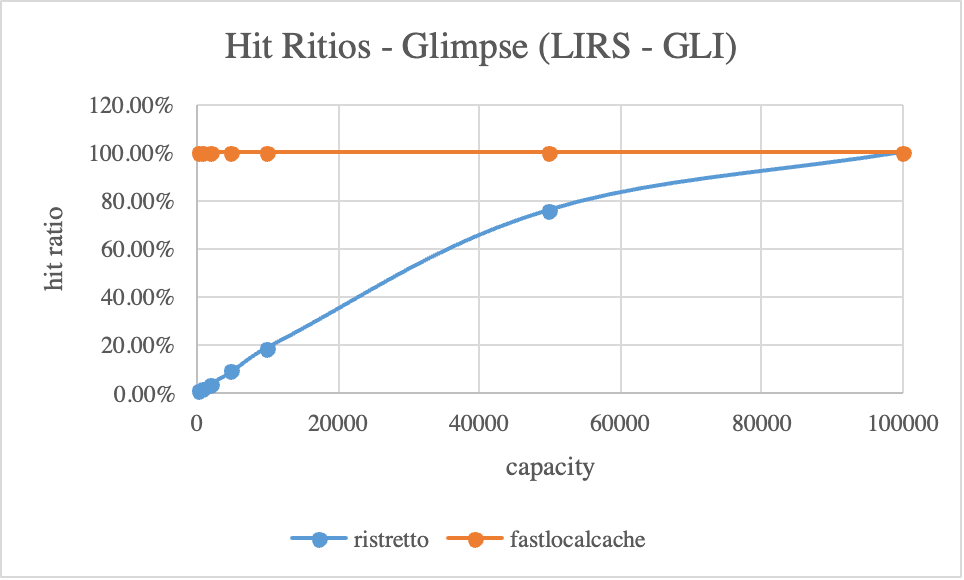 Hit Ritios - Glimpse (LIRS - GLI)
120.00%
100.00%
80.00%
60.00%
40.00%
20.00%
0.00%
hit ratio
0 20000 40000 60000 80000 100000
capacity
ristretto fastlocalcache